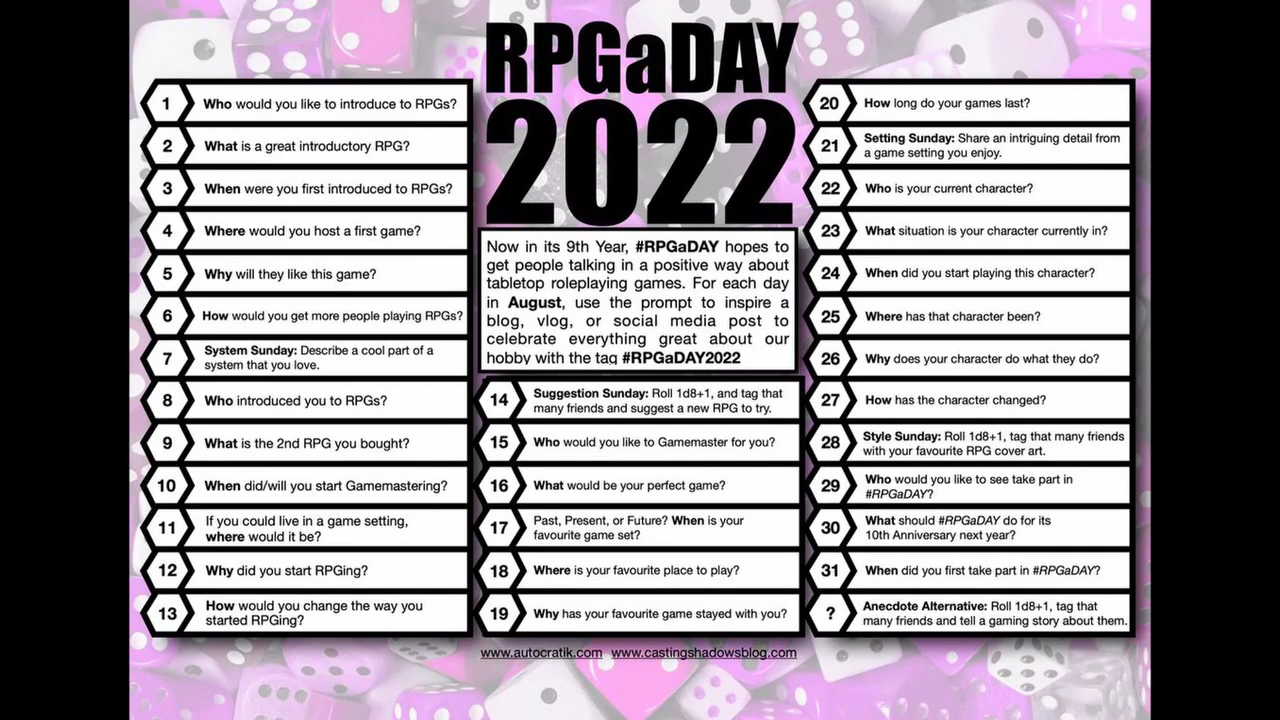 RPGaDAY
2022
1 Who would you like to introduce to RPGs?
2 What is a great introductory RPG?
3 When were you first introduced to RPGs?
4 Where would you host a first game?
5 Why will they like this game?
6 How would you get more people playing RPGs?
7 System Sunday: Describe a cool part of a
system that you love.
8 Who introduced you to RPGs?
9 What is the 2nd RPG you bought?
10 When did/will you start Gamemastering?
11 If you could live in a game setting,
where would it be?
12 Why did you start RPGing?
13 How would you change the way you
started RPGing?
Now in its 9th Year, #RPGaDAY hopes to
get people talking in a positive way about
tabletop roleplaying games. For each day
in August, use the prompt to inspire a
blog, vlog, or social media post to
celebrate everything great about our
hobby with the tag #RPGaDAY2022
14 Suggestion Sunday: Roll 1d8+1, and tag that
many friends and suggest a new RPG to try.
15 Who would you like to Gamemaster for you?
16 What would be your perfect game?
17 Past, Present, or Future? When is your
favourite game set?
18 Where is your favourite place to play?
19 Why has your favourite game stayed with you?
20 How long do your games last?
21 Setting Sunday: Share an intriguing detail from
a game setting you enjoy.
22 Who is your current character?
23 What situation is your character currently in?
24 When did you start playing this character?
25 Where has that character been?
26 Why does your character do what they do?
27 How has the character changed?
28 Style Sunday: Roll 1d8+1, tag that many friends
with your favourite RPG cover art.
29 Who would you like to see take part in
#RPGaDAY?
30 What should #RPGaDAY do for its
10th Anniversary next year?
31 When did you first take part in #RPGaDAY?
? Anecdote Alternative: Roll 1d8+1, tag that
many friends and tell a gaming story about them.
www.autocratik.com www.castingshadowsblog.com